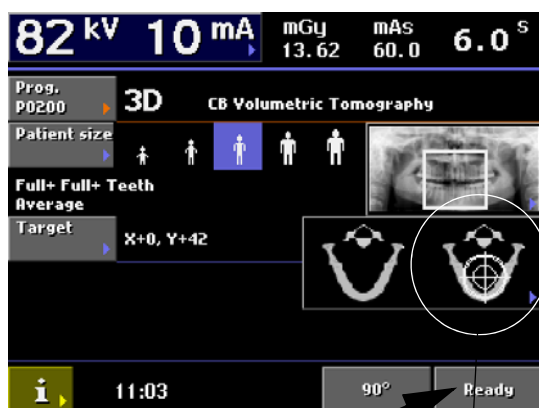 82 kV 10 mA mGy 13.62 mAs 60.0 6.0 s
Prog. P0200 3D CB Volumetric Tomography
Patient size
Full+ Full+ Teeth
Average
Target X+0, Y+42
i 11:03 90° Ready